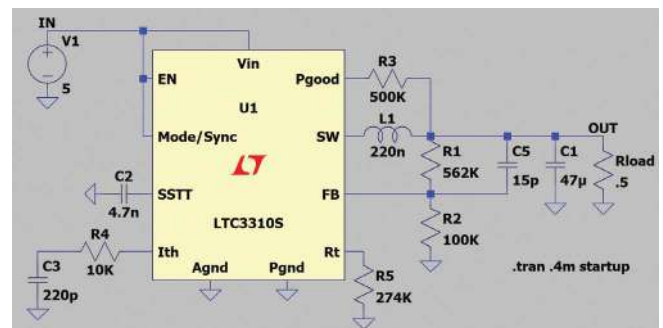 IN
V1
5
Vin
EN
Pgood
R3
500K
U1
L1
Mode/Sync
SW
220n
OUT
R1
562K
C5
15p
C1
47µ
Rload
.5
C2
4.7n
SSTT
FB
LTC3310S
R2
100K
R4
10K
Ith
Rt
C3
220p
Agnd
Pgnd
R5
274K
.tran .4m startup